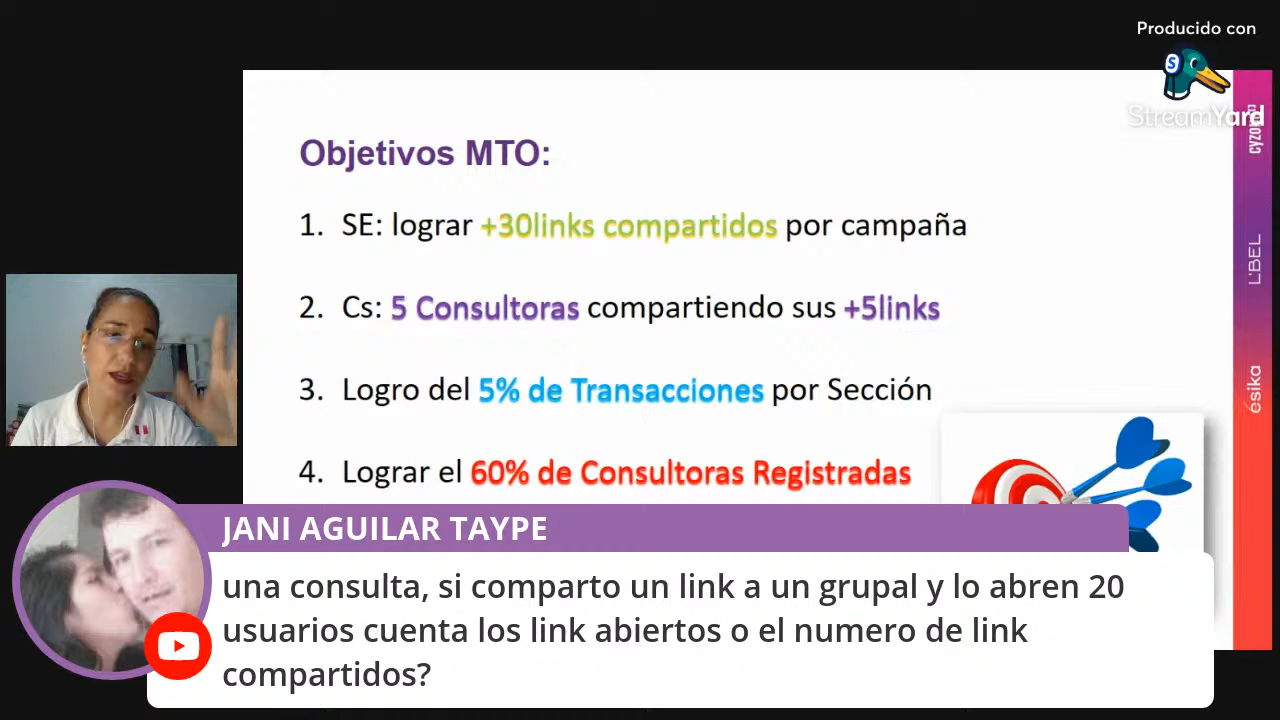 Producido con
StreamYard
cyzone
L'BEL
ésika
Objetivos MTO:
1. SE: lograr +30links compartidos por campaña
2. Cs: 5 Consultoras compartiendo sus +5links
3. Logro del 5% de Transacciones por Sección
4. Lograr el 60% de Consultoras Registradas
JANI AGUILAR TAYPE
una consulta, si comparto un link a un grupal y lo abren 20
usuarios cuenta los link abiertos o el numero de link
compartidos?